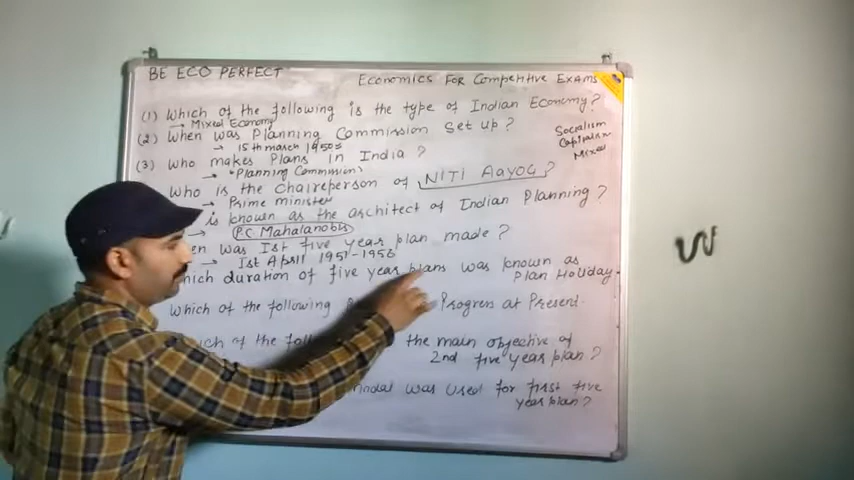 BE ECO PERFECT
ECONOMICS FOR COMPETITIVE EXAMS
(1) Which of the following is the type of Indian Economy?
→ Mixed Economy
Socialism
Capitalism
Mixed
(2) When was Planning Commission Set up?
→ 15th march 1950s
(3) Who makes Plans in India?
→ "Planning Commission"
Who is the Chaireperson of NITI Aayog?
→ Prime minister
is known as the architect of Indian Planning?
→ P.C Mahalanobis
en was Ist five year plan made?
→ Ist April 1951-1956
hich duration of five year plans was known as
Plan Holiday
Which of the following Progress at Present
ich of the the main objective of
2nd five year plan?
model was used for first five
year plan?